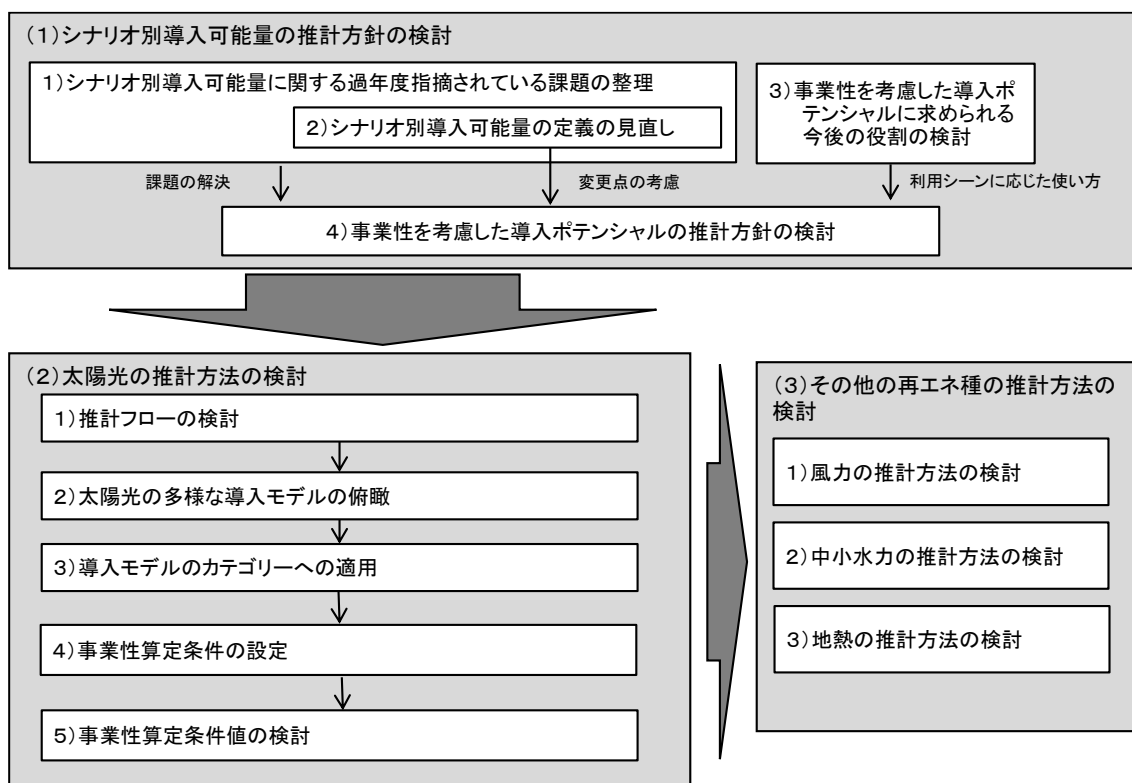 (1)シナリオ別導入可能量の推計方針の検討
1)シナリオ別導入可能量に関する過年度指摘されている課題の整理
2)シナリオ別導入可能量の定義の見直し
3)事業性を考慮した導入ポ
テンシャルに求められる
今後の役割の検討
課題の解決
変更点の考慮
利用シーンに応じた使い方
4)事業性を考慮した導入ポテンシャルの推計方針の検討
(2)太陽光の推計方法の検討
1)推計フローの検討
2)太陽光の多様な導入モデルの俯瞰
3)導入モデルのカテゴリーへの適用
4)事業性算定条件の設定
5)事業性算定条件値の検討
(3)その他の再エネ種の推計方法の
検討
1)風力の推計方法の検討
2)中小水力の推計方法の検討
3)地熱の推計方法の検討